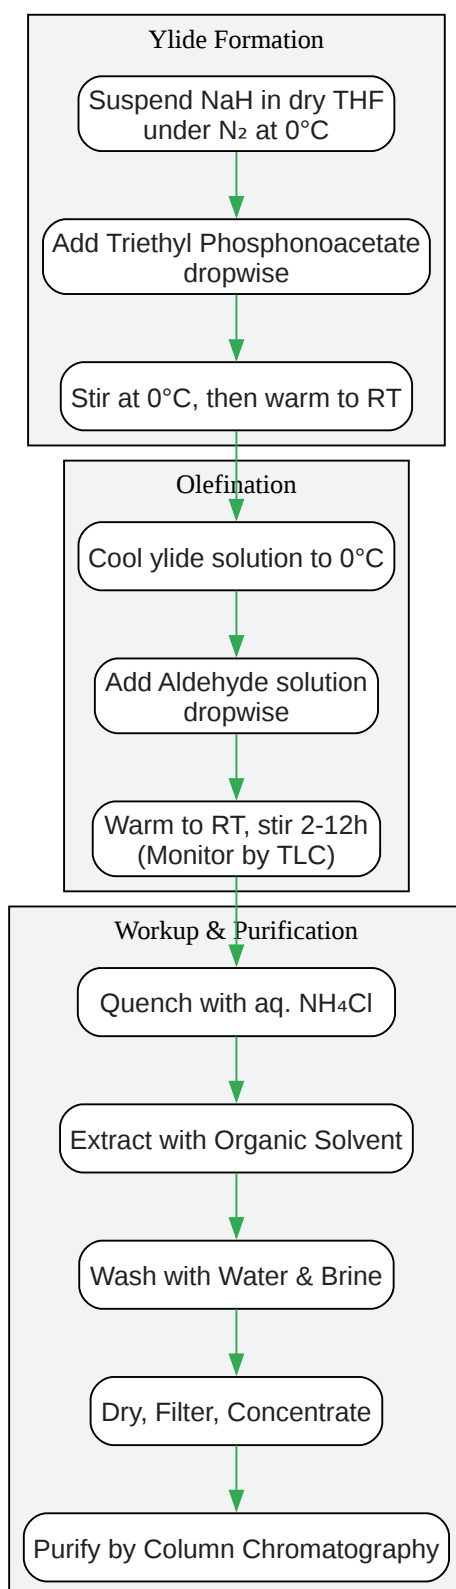 Ylide Formation
Suspend NaH in dry THF
under N₂ at 0°C
Add Triethyl Phosphonoacetate
dropwise
Stir at 0°C, then warm to RT
Olefination
Cool ylide solution to 0°C
Add Aldehyde solution
dropwise
Warm to RT, stir 2-12h
(Monitor by TLC)
Workup & Purification
Quench with aq. NH₄Cl
Extract with Organic Solvent
Wash with Water & Brine
Dry, Filter, Concentrate
Purify by Column Chromatography